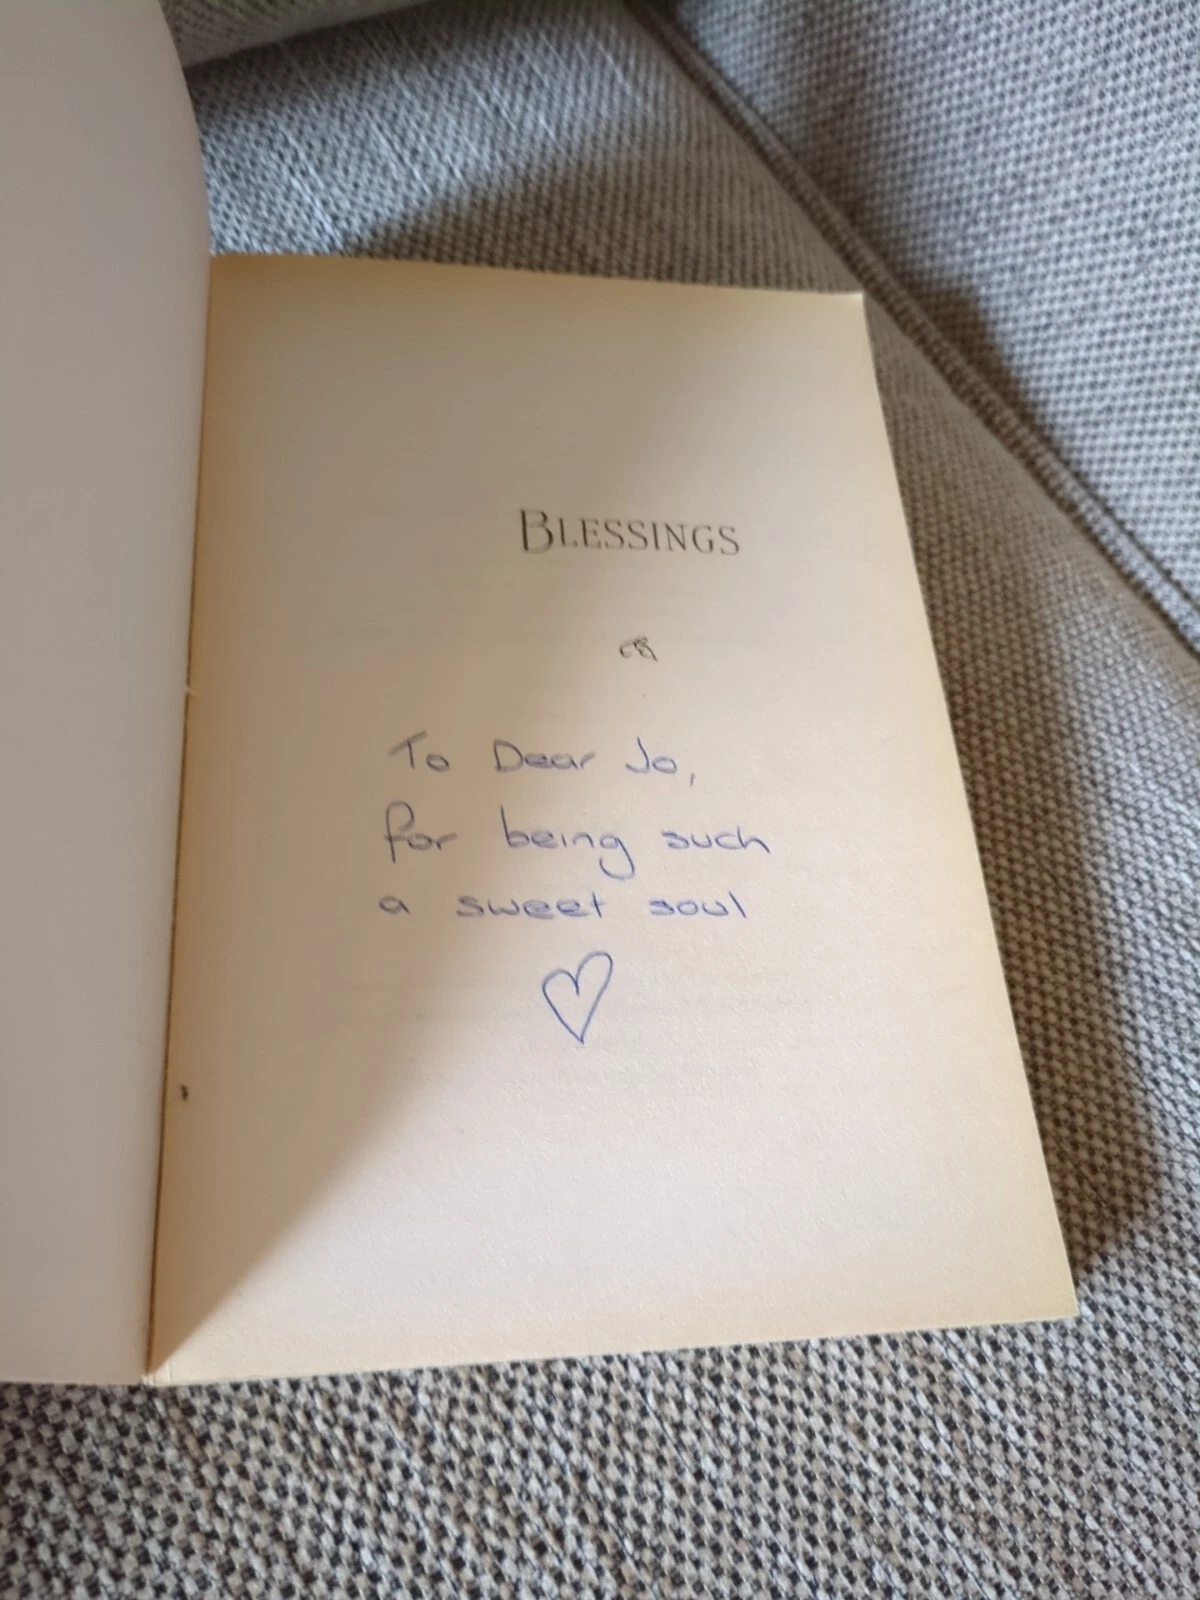 BLESSINGS
To Dear Jo,
for being such
a sweet soul